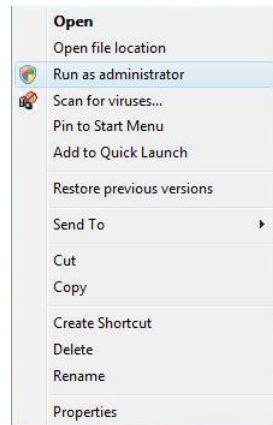 Open
Open file location
Run as administrator
Scan for viruses...
Pin to Start Menu
Add to Quick Launch
Restore previous versions
Send To
Cut
Copy
Create Shortcut
Delete
Rename
Properties